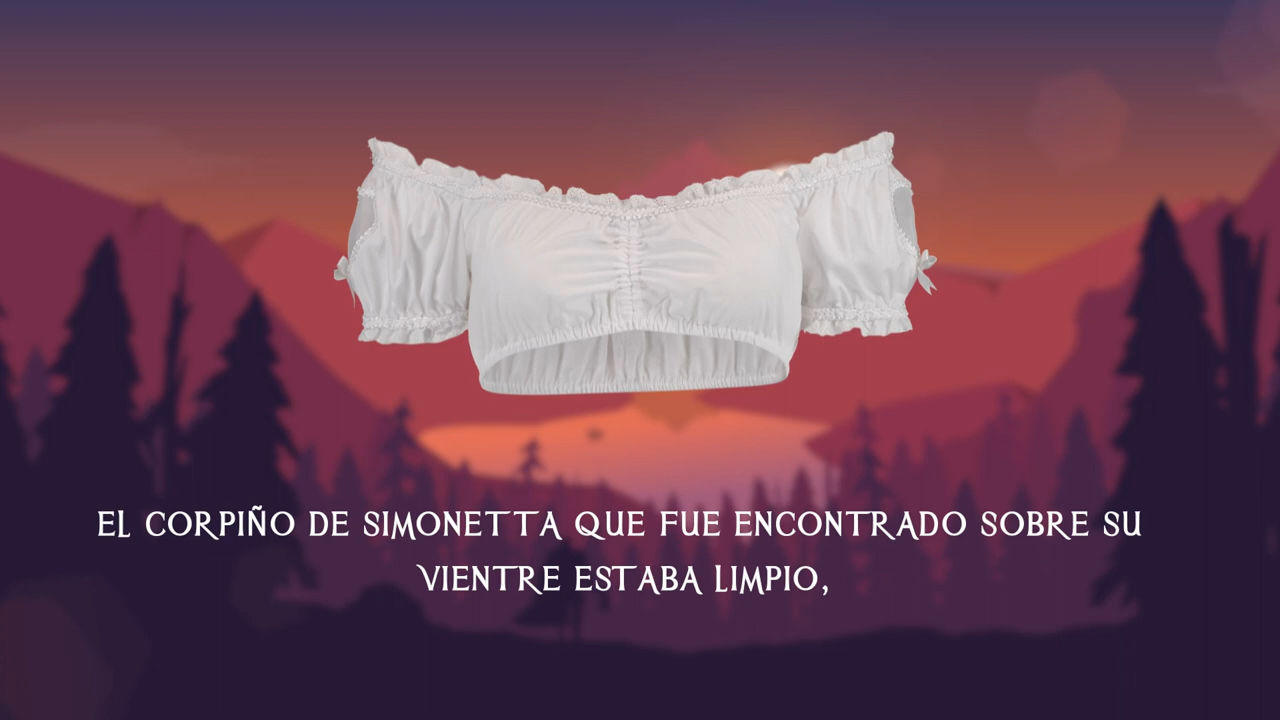 EL CORPIÑO DE SIMONETTA QUE FUE ENCONTRADO SOBRE SU
VIENTRE ESTABA LIMPIO,